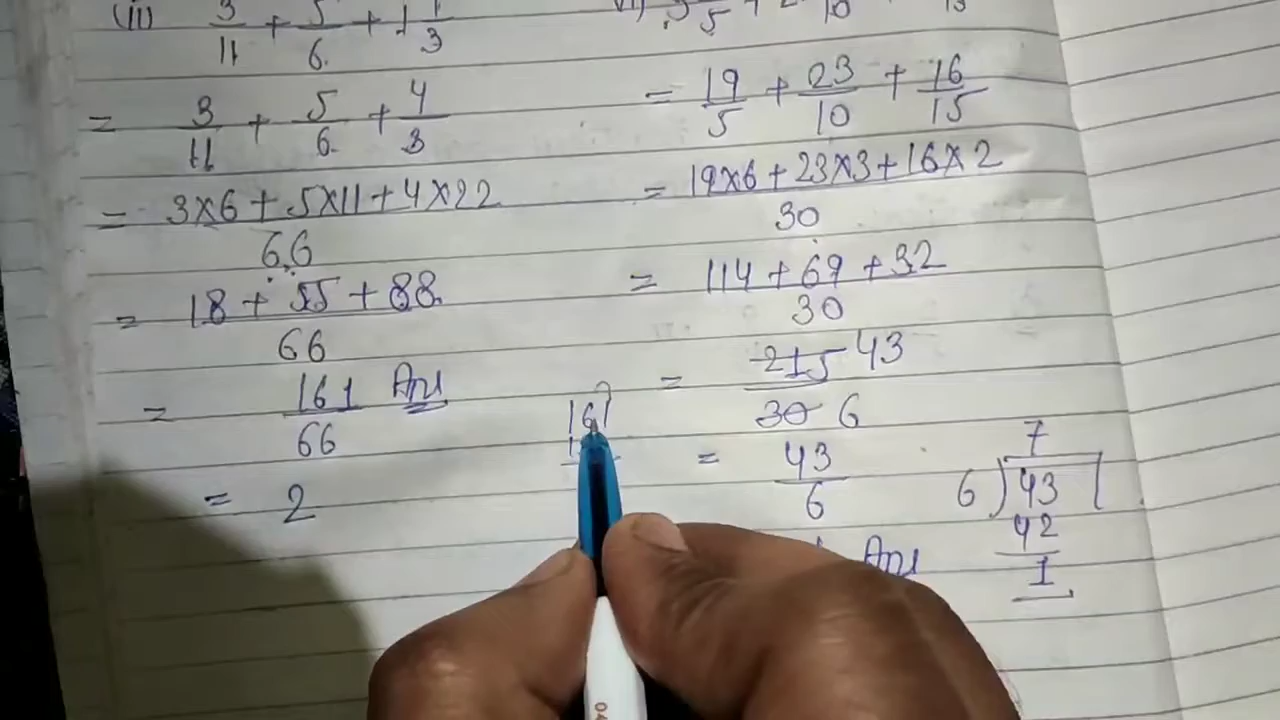 (iii) 3/11 + 5/6 + 1 1/3
= 3/11 + 5/6 + 4/3
= 3×6 + 5×11 + 4×22
66
= 18 + 55 + 88
66
= 161 Ans
66
= 2
161
= 19/5 + 23/10 + 16/15
= 19×6 + 23×3 + 16×2
30
= 114 + 69 + 32
30
= 215 43
30 6
= 43
6
Ans
7
6) 43 (
42
1